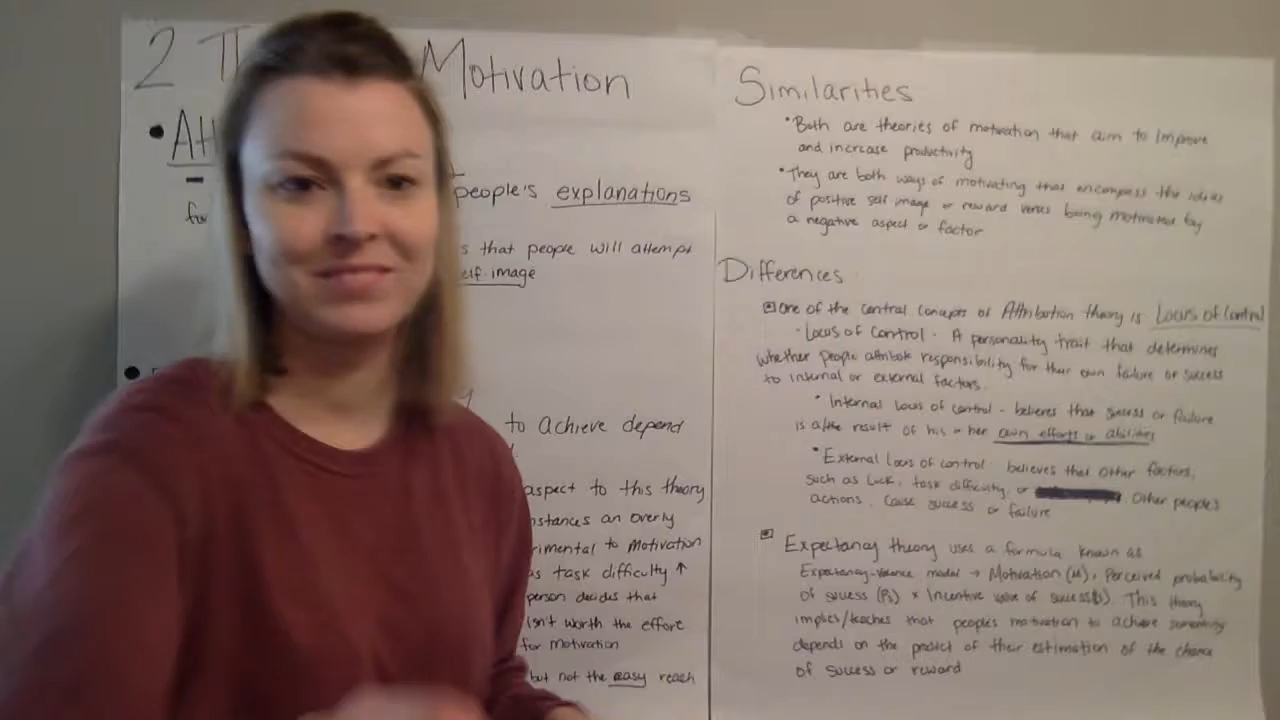 2 Motivation
• Att
people's explanations
fo
s that people will attempt
elf image
to achieve depend
aspect to this theory
nstances an overly
rimental to motivation
as task difficulty ↑
person decides that
isn't worth the effort
for motivation
but not the easy reach
Similarities
• Both are theories of motivation that aim to improve
and increase productivity
• They are both ways of motivating that encompass the ideas
of positive self image or reward verses being motivated by
a negative aspect or factor
Differences
One of the central concepts of Attribution theory is Locus of Control
- Locus of Control - A personality trait that determines
whether people attribute responsibility for their own failure or success
to internal or external factors.
• Internal locus of control - believes that success or failure
is a/the result of his or her own efforts or abilities
• External locus of control believes that other factors,
such as luck, task difficulty, or other people's
actions, cause success or failure
Expectancy theory uses a formula known as
Expectancy-valence model → Motivation (M), Perceived probability
of success (Ps) × Incentive value of success(s). This theory
implies/teaches that people's motivation to achieve something
depends on the product of their estimation of the chance
of success or reward